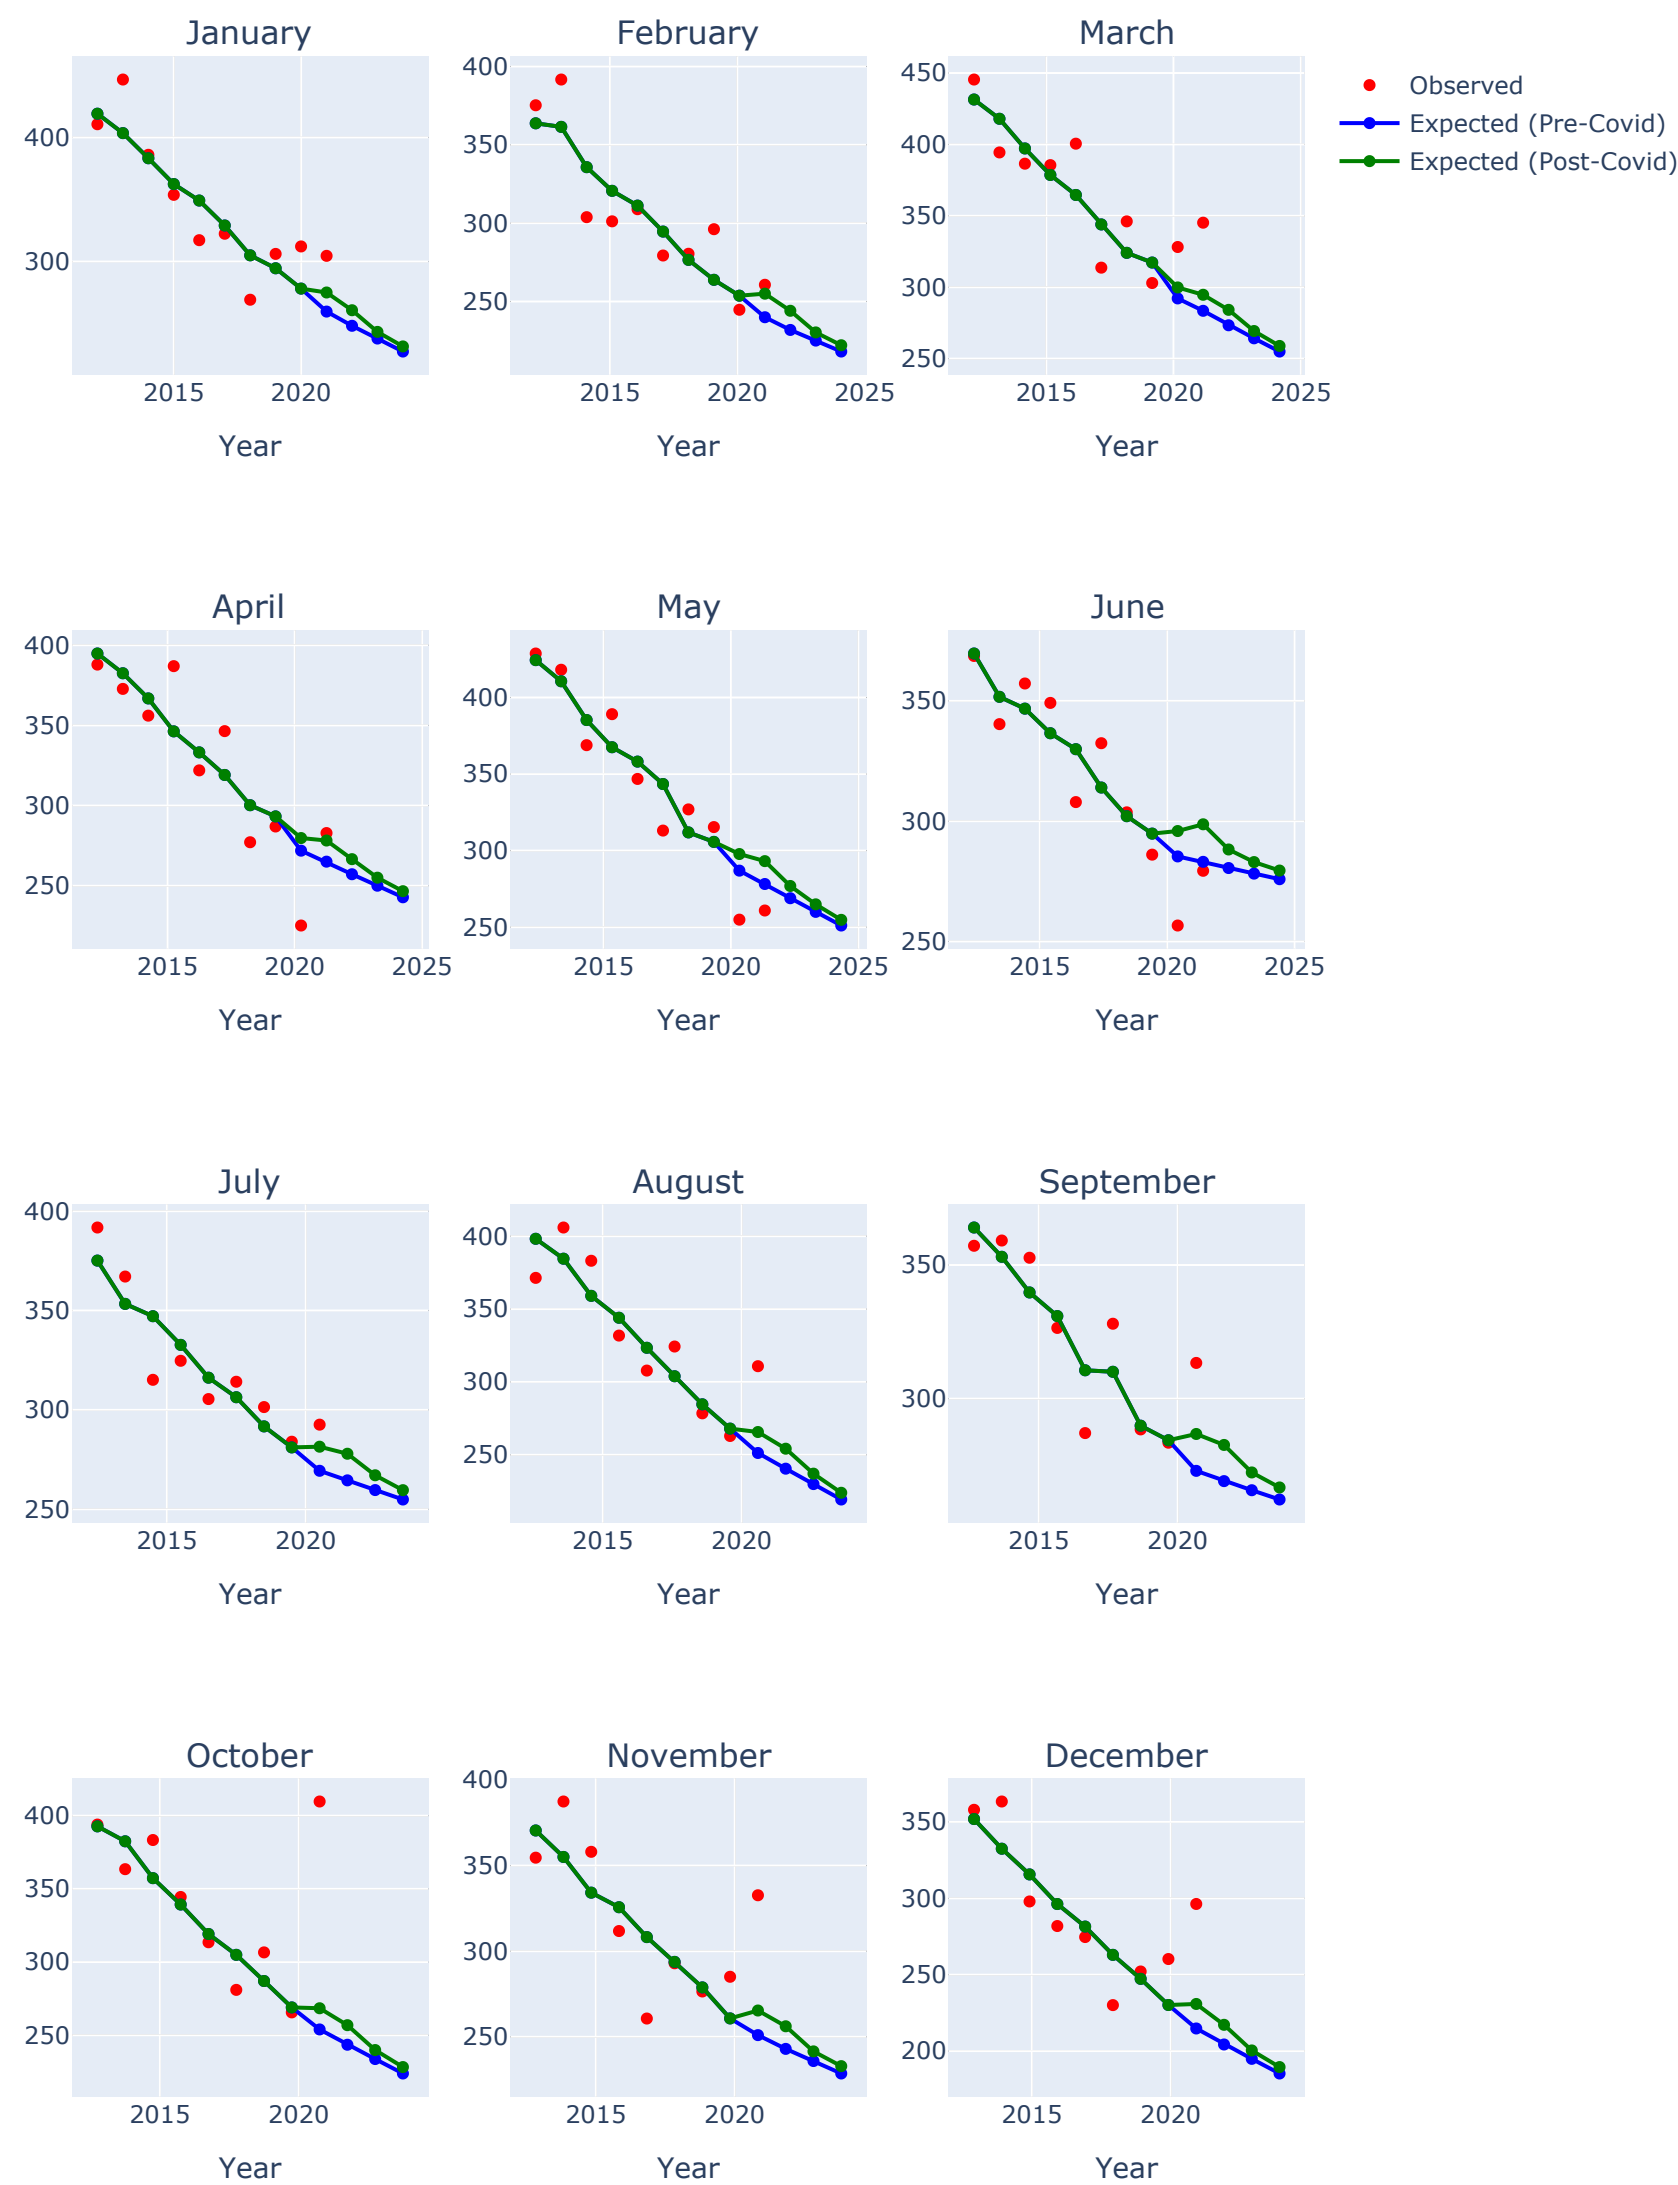 January
February
March
400
300
400
350
300
250
450
400
350
300
250
2015
2020
2015
2020
2025
2015
2020
2025
Year
Year
Year
Observed
Expected (Pre-Covid)
Expected (Post-Covid)
April
May
June
400
350
300
250
400
350
300
250
350
300
250
2015
2020
2025
2015
2020
2025
2015
2020
2025
Year
Year
Year
July
August
September
400
350
300
250
400
350
300
250
350
300
2015
2020
2015
2020
2015
2020
Year
Year
Year
October
November
December
400
350
300
250
400
350
300
250
350
300
250
200
2015
2020
2015
2020
2015
2020
Year
Year
Year